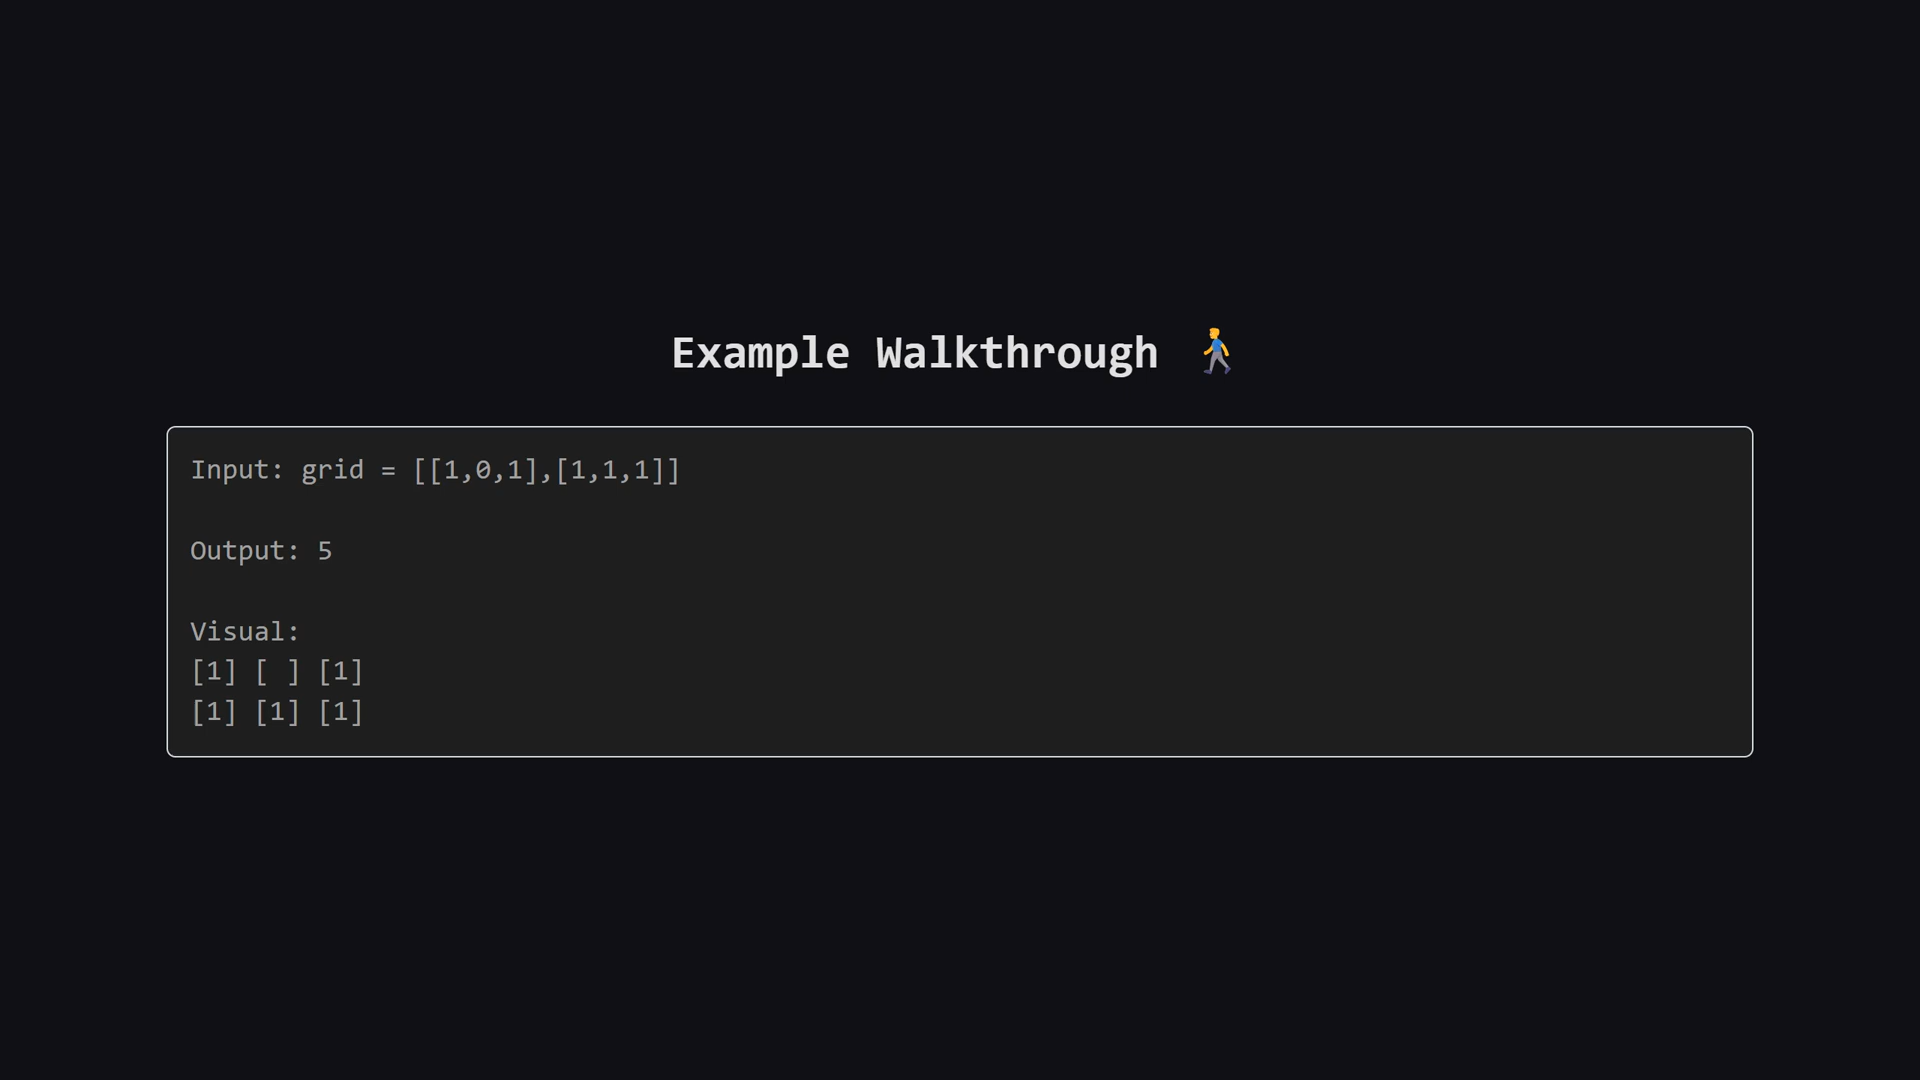 Example Walkthrough 🚶
Input: grid = [[1,0,1],[1,1,1]]
Output: 5
Visual:
[1] [ ] [1]
[1] [1] [1]